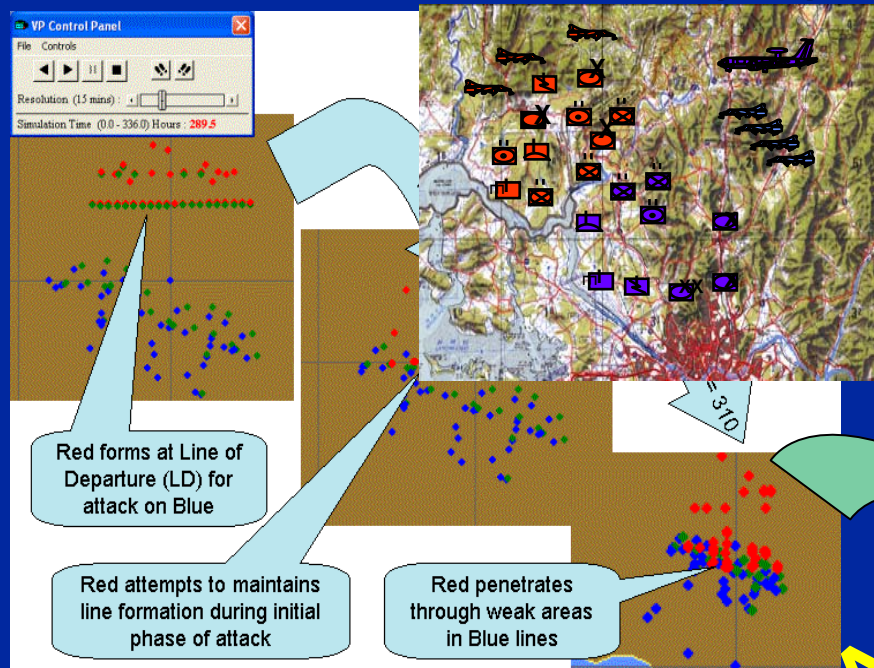 VP Control Panel
File Controls
Resolution (15 mins) :
Simulation Time (0.0 - 336.0) Hours : 289.5
Red forms at Line of
Departure (LD) for
attack on Blue
= 310
Red attempts to maintains
line formation during initial
phase of attack
Red penetrates
through weak areas
in Blue lines